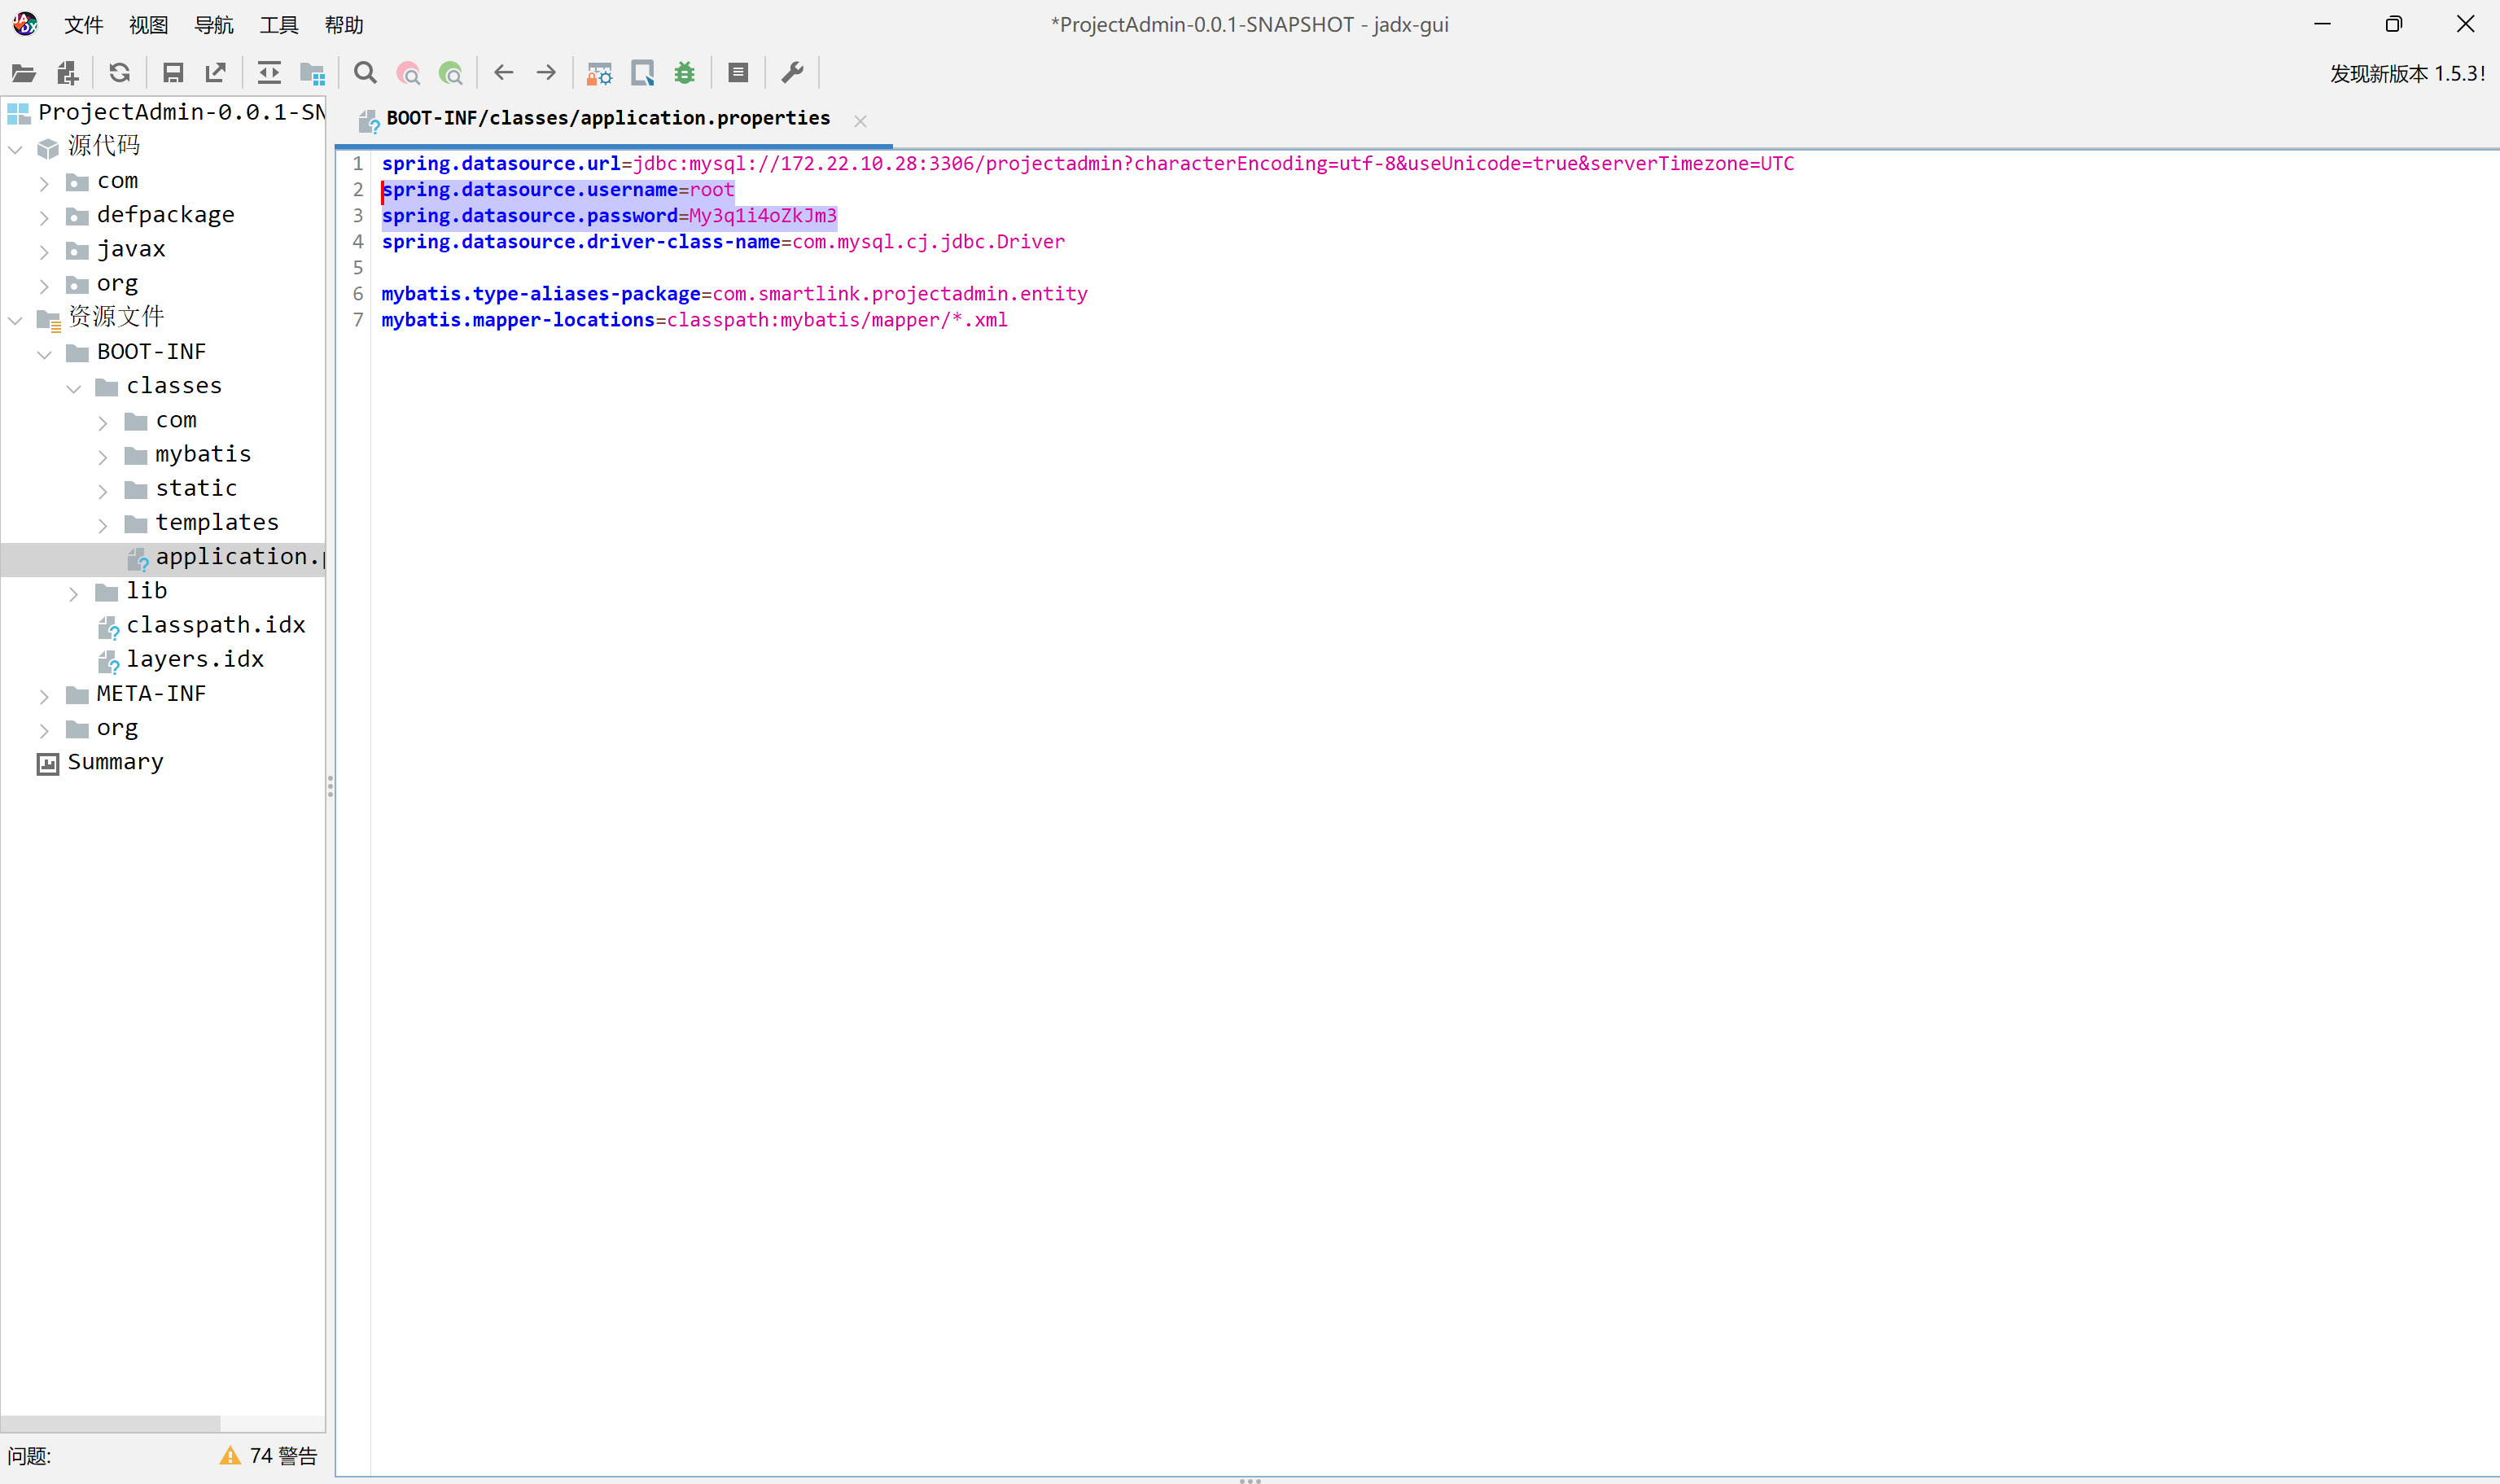 文件 视图 导航 工具 帮助
*ProjectAdmin-0.0.1-SNAPSHOT - jadx-gui
发现新版本 1.5.3!
ProjectAdmin-0.0.1-SN
源代码
com
defpackage
javax
org
资源文件
BOOT-INF
classes
com
mybatis
static
templates
application.p
lib
classpath.idx
layers.idx
META-INF
org
Summary
问题:
74 警告
BOOT-INF/classes/application.properties
1 spring.datasource.url=jdbc:mysql://172.22.10.28:3306/projectadmin?characterEncoding=utf-8&useUnicode=true&serverTimezone=UTC
2 spring.datasource.username=root
3 spring.datasource.password=My3q1i4oZkJm3
4 spring.datasource.driver-class-name=com.mysql.cj.jdbc.Driver
5
6 mybatis.type-aliases-package=com.smartlink.projectadmin.entity
7 mybatis.mapper-locations=classpath:mybatis/mapper/*.xml